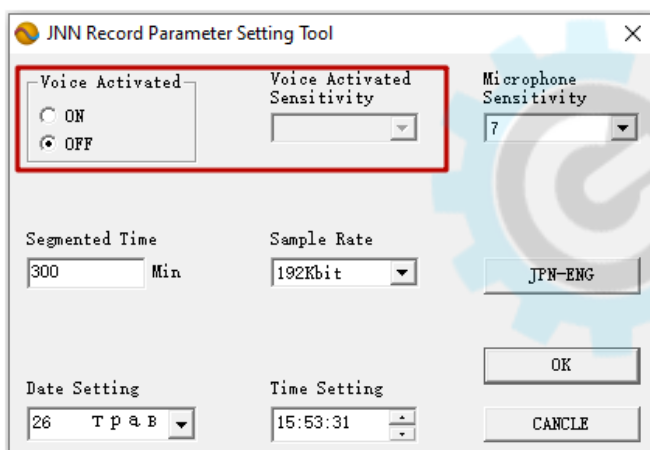 JNN Record Parameter Setting Tool
Voice Activated
ON
OFF
Voice Activated
Sensitivity
Microphone
Sensitivity
7
Segmented Time
300 Min
Sample Rate
192Kbit
JPN-ENG
OK
Date Setting
26 трав
Time Setting
15:53:31
CANCLE